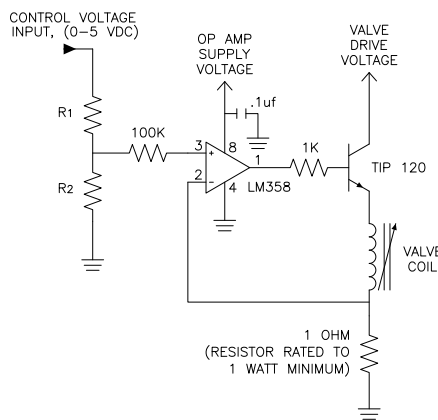 CONTROL VOLTAGE
INPUT, (0–5 VDC)
OP AMP
SUPPLY
VOLTAGE
VALVE
DRIVE
VOLTAGE
.1uf
R1
100K
3
+
8
1
1K
TIP 120
R2
2
-
4
LM358
VALVE
COIL
1 OHM
(RESISTOR RATED TO
1 WATT MINIMUM)